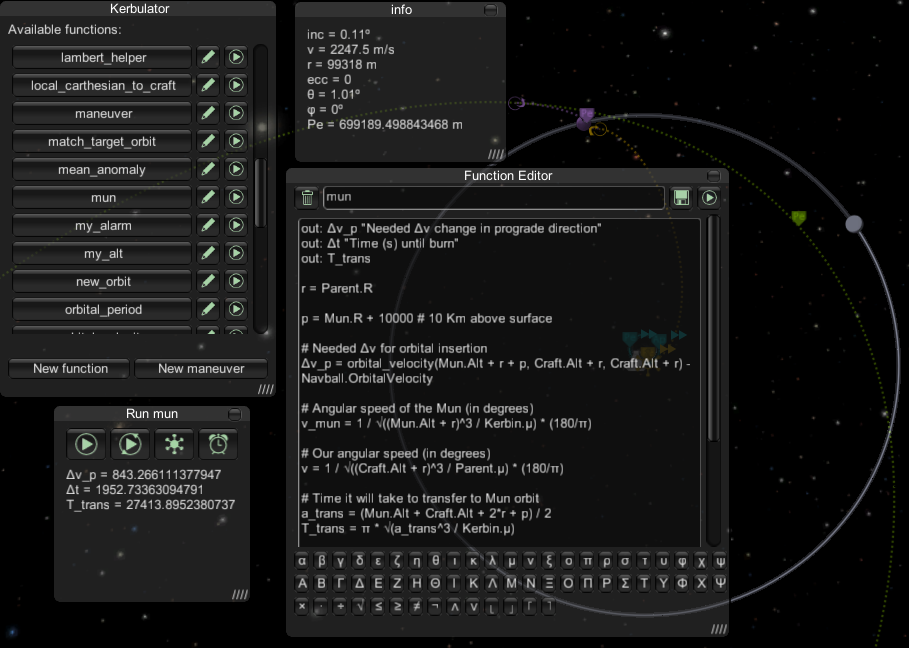 Kerbulator
Available functions:
lambert_helper
local_carthesian_to_craft
maneuver
match_target_orbit
mean_anomaly
mun
my_alarm
my_alt
new_orbit
orbital_period
New function
New maneuver
info
inc = 0.11º
v = 2247.5 m/s
r = 99318 m
ecc = 0
θ = 1.01º
φ = 0º
Pe = 699189.498843468 m
Function Editor
mun
out: Δv_p "Needed Δv change in prograde direction"
out: Δt "Time (s) until burn"
out: T_trans
r = Parent.R
p = Mun.R + 10000 # 10 Km above surface
# Needed Δv for orbital insertion
Δv_p = orbital_velocity(Mun.Alt + r + p, Craft.Alt + r, Craft.Alt + r) -
Navball.OrbitalVelocity
# Angular speed of the Mun (in degrees)
v_mun = 1 / √((Mun.Alt + r)^3 / Kerbin.μ) * (180/π)
# Our angular speed (in degrees)
v = 1 / √((Craft.Alt + r)^3 / Parent.μ) * (180/π)
# Time it will take to transfer to Mun orbit
a_trans = (Mun.Alt + Craft.Alt + 2*r + p) / 2
T_trans = π * √(a_trans^3 / Kerbin.μ)
α β γ δ ε ζ η θ ι κ λ μ ν ξ ο π ρ σ τ υ φ χ ψ
Α Β Γ Δ Ε Ζ Η Θ Ι Κ Λ Μ Ν Ξ Ο Π Ρ Σ Τ Υ Φ Χ Ψ
× · ÷ √ ≤ ≥ ≠ ¬ ∧ ∨ ⌊ ⌋ ⌈ ⌉
Run mun
Δv_p = 843.266111377947
Δt = 1952.73363094791
T_trans = 27413.8952380737